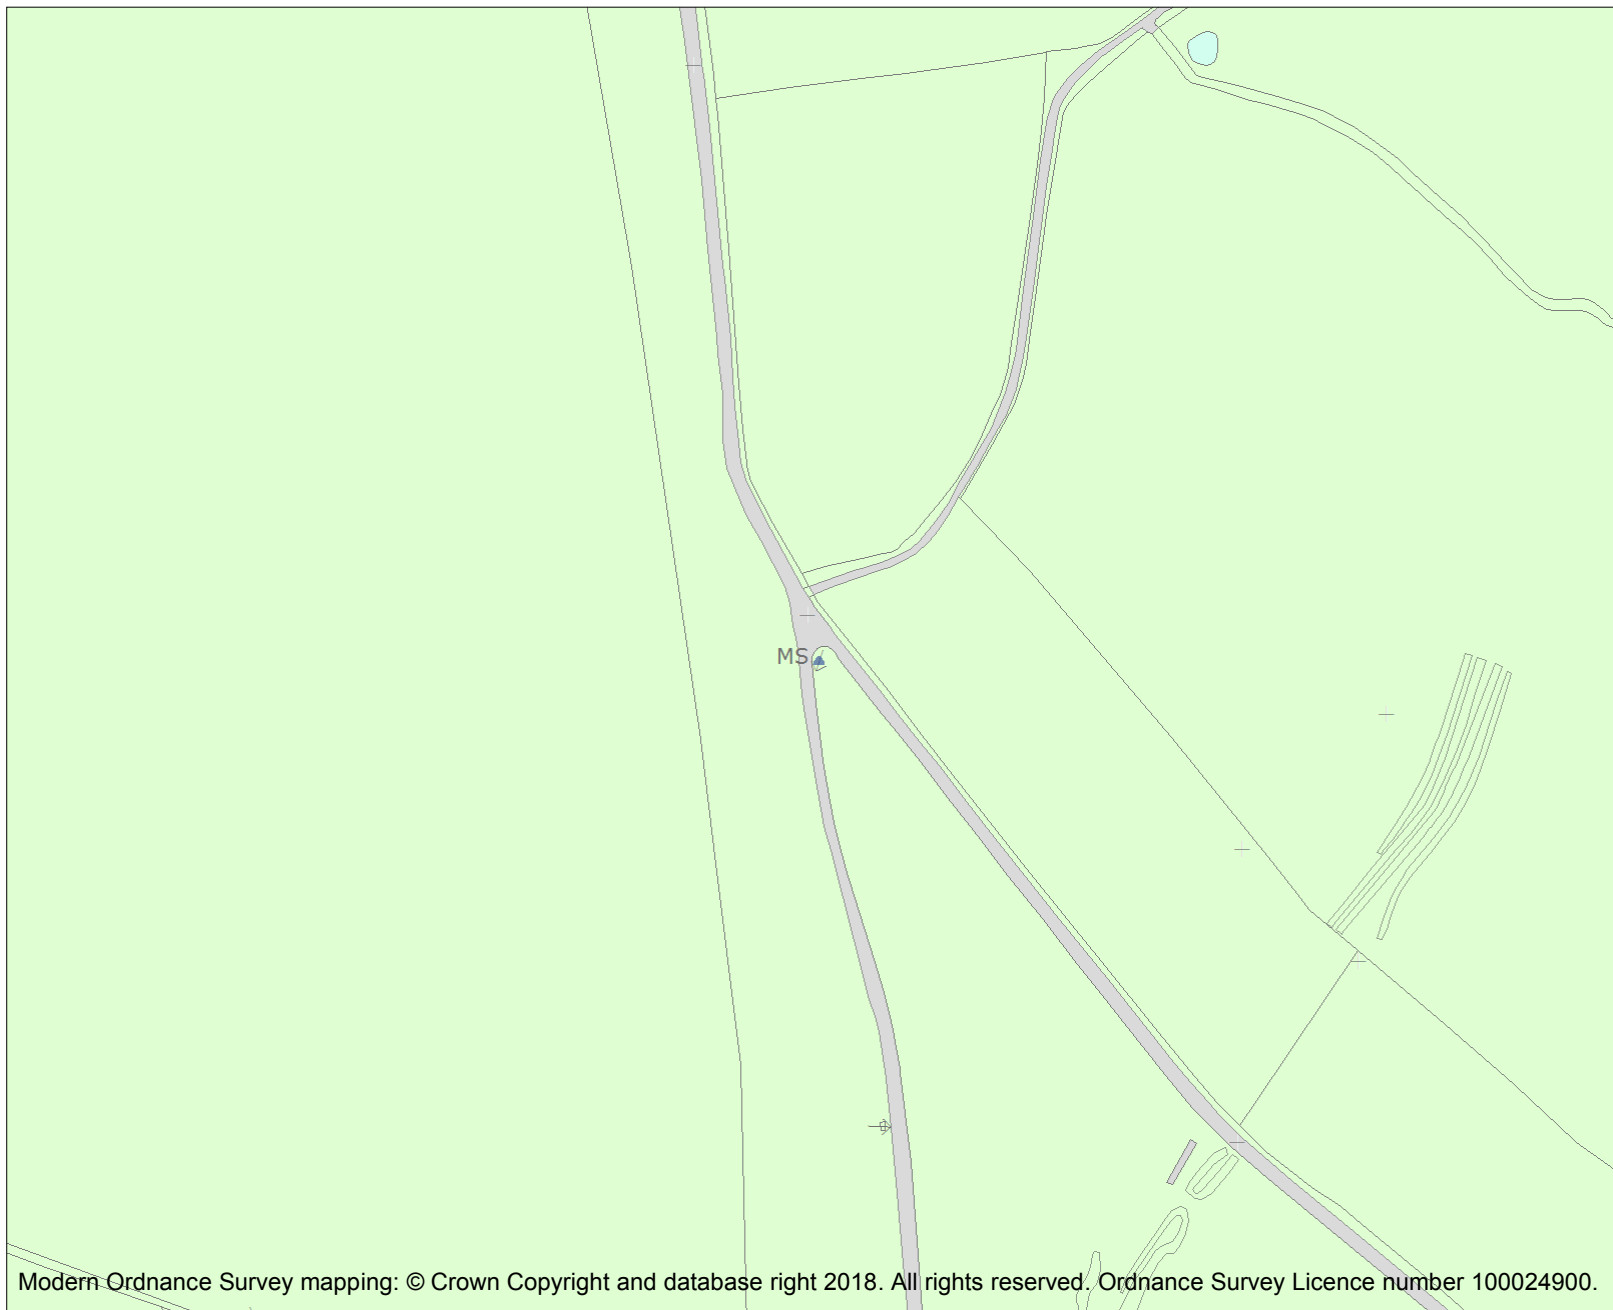 MS
Modern Ordnance Survey mapping: © Crown Copyright and database right 2018. All rights reserved. Ordnance Survey Licence number 100024900.